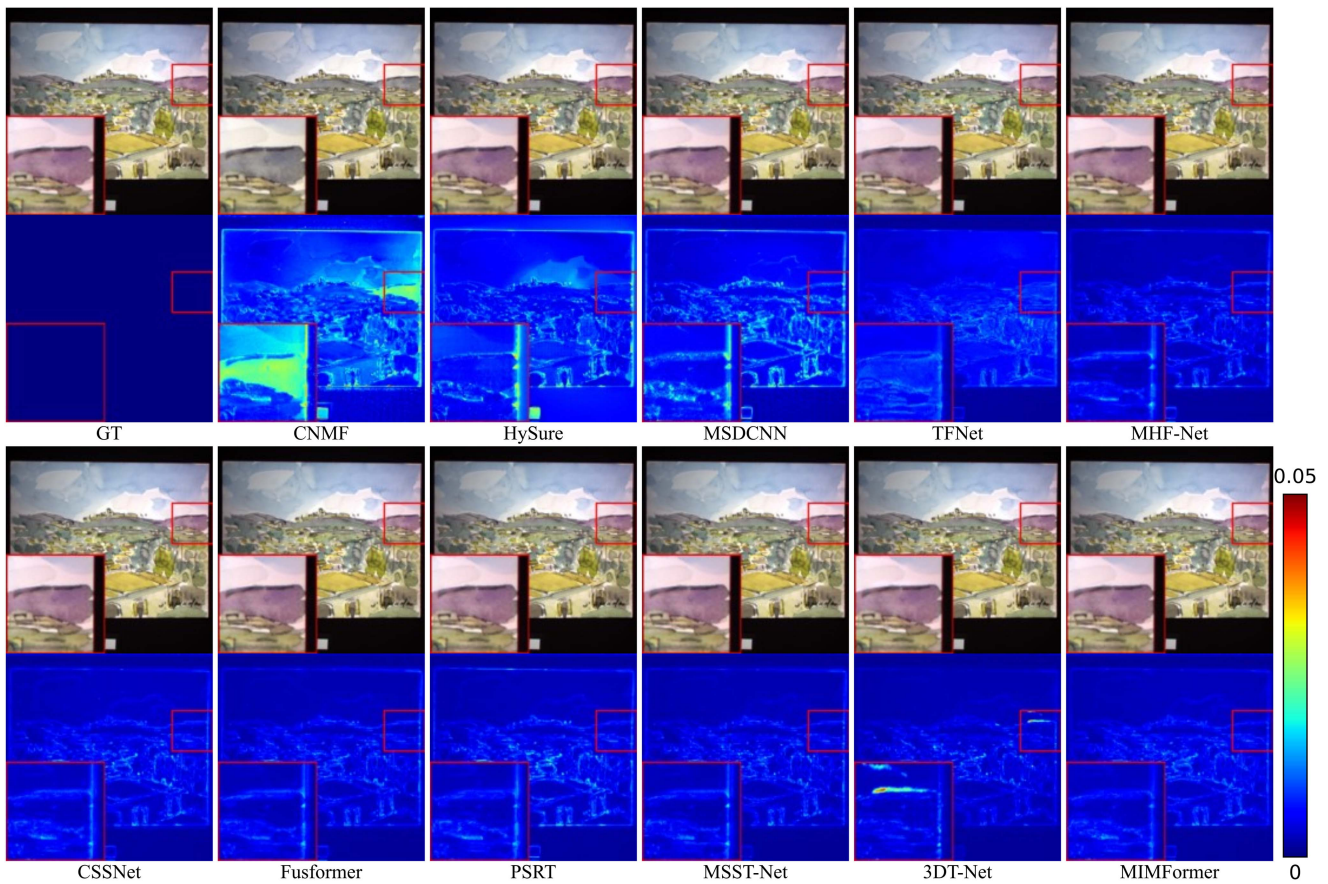 GT CNMF HySure MSDCNN TFNet MHF-Net
0.05
CSSNet Fusformer PSRT MSST-Net 3DT-Net MIMFormer
0